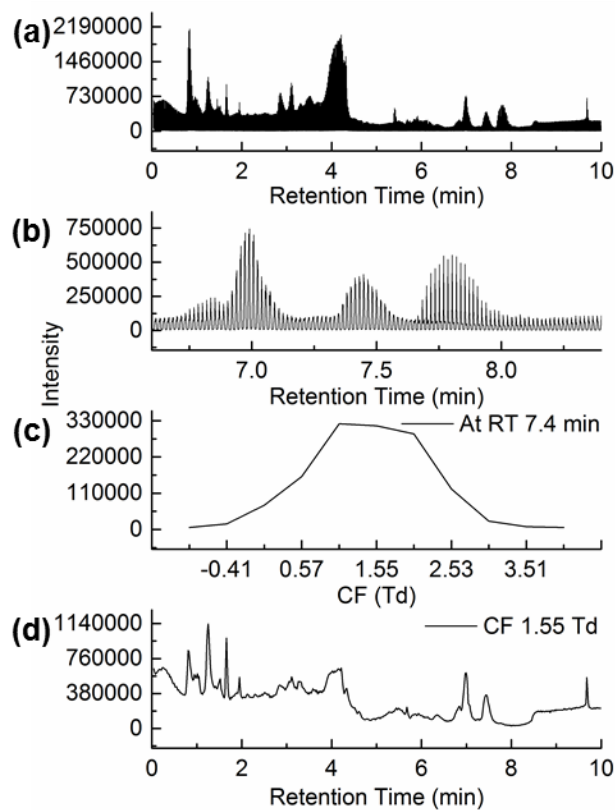 (a)
2190000
1460000
730000
0
0 2 4 6 8 10
Retention Time (min)
(b)
750000
500000
250000
0
7.0 7.5 8.0
Retention Time (min)
Intensity
(c)
330000
220000
110000
0
At RT 7.4 min
-0.41 0.57 1.55 2.53 3.51
CF (Td)
(d)
1140000
760000
380000
0
CF 1.55 Td
0 2 4 6 8 10
Retention Time (min)